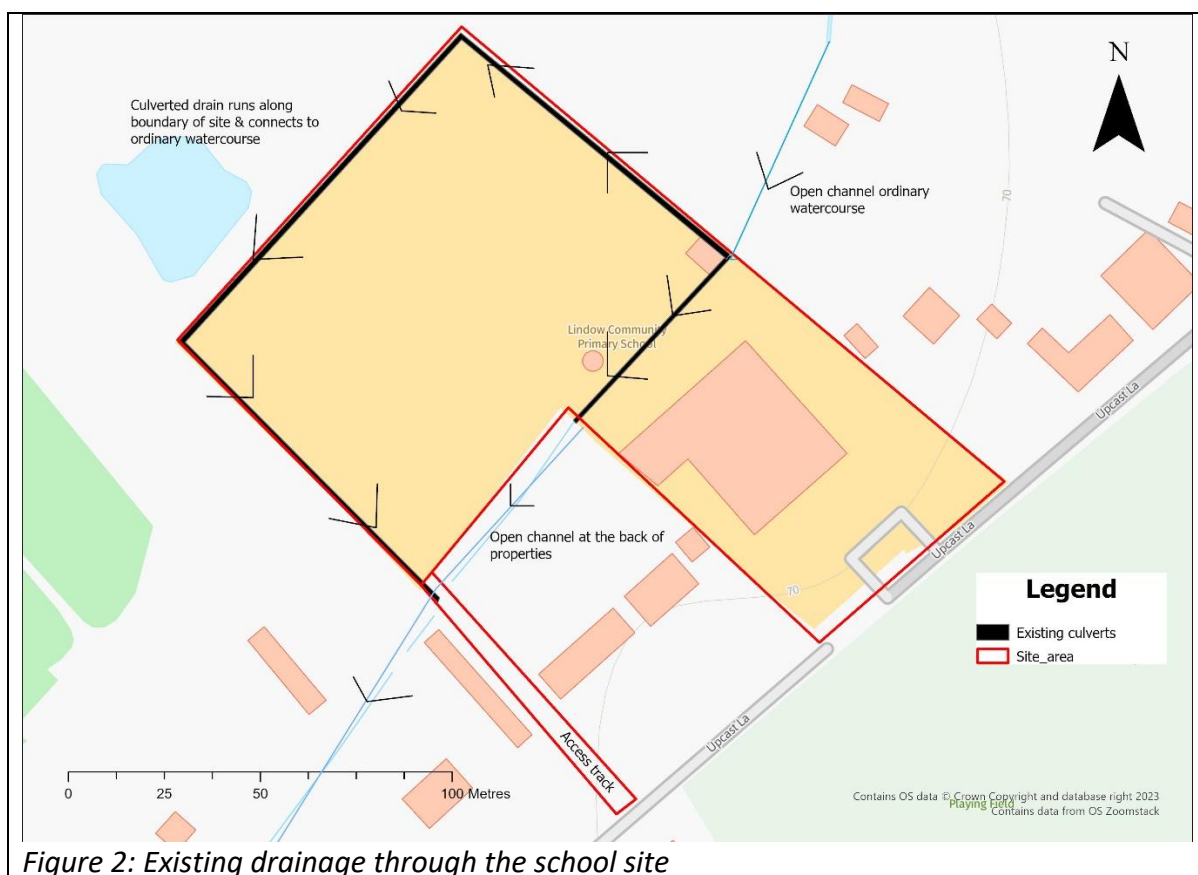 N
Culverted drain runs along
boundary of site & connects to
ordinary watercourse
Open channel ordinary
watercourse
70
Lindow Community
Primary School
Upcast La
Upcast La
Open channel at the back of
properties
70
Legend
Existing culverts
Site_area
Upcast La
Access track
0 25 50 100 Metres
Contains OS data © Crown Copyright and database right 2023
Playing Field
Contains data from OS Zoomstack
Figure 2: Existing drainage through the school site